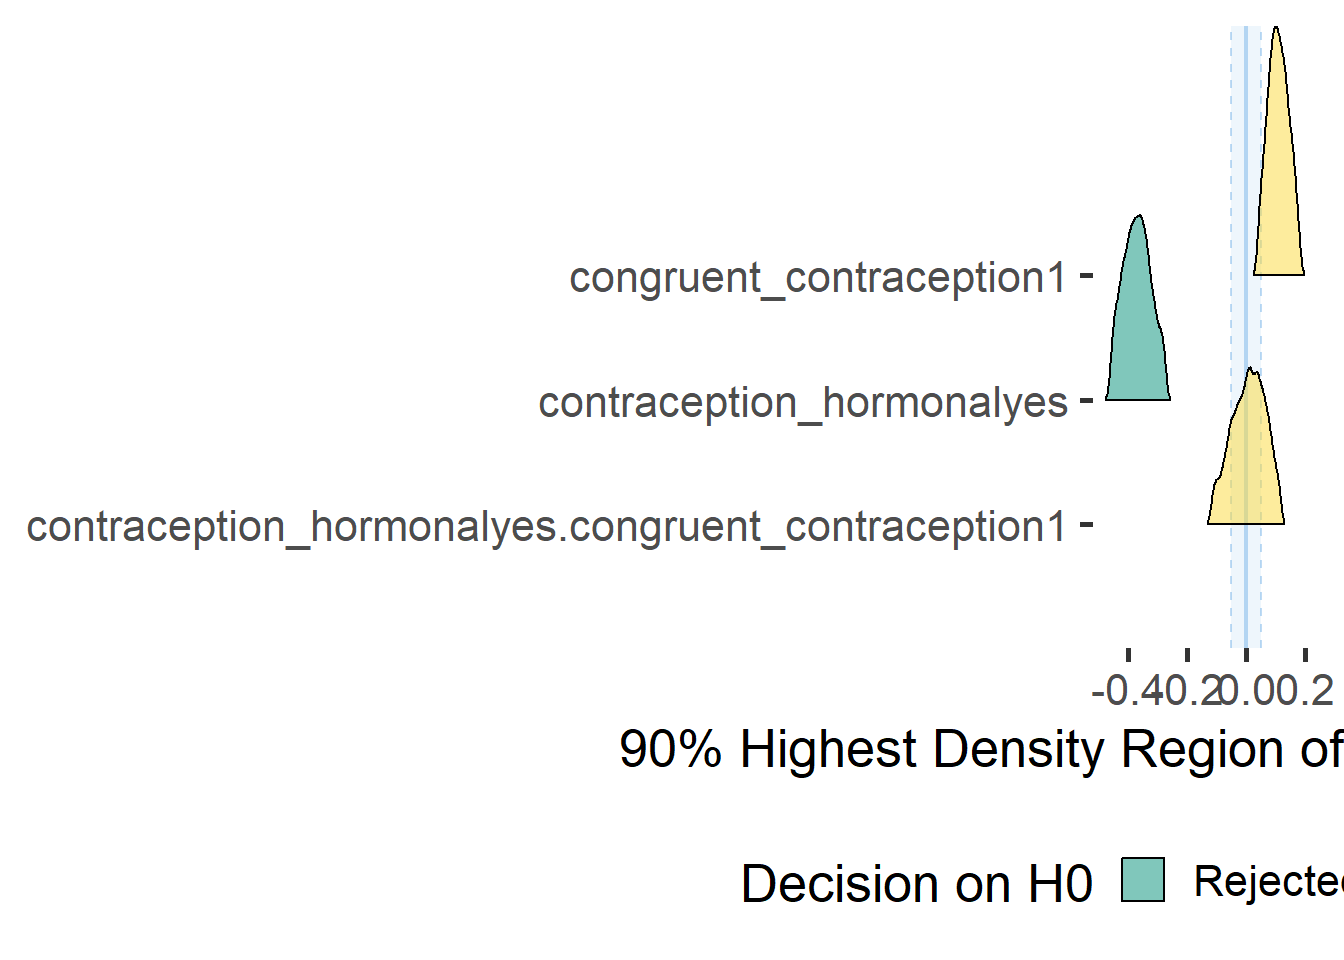 congruent_contraception1
contraception_hormonalyes
contraception_hormonalyes.congruent_contraception1
-0.4 -0.2 0.0 0.2
90% Highest Density Region of
Decision on H0 Rejected